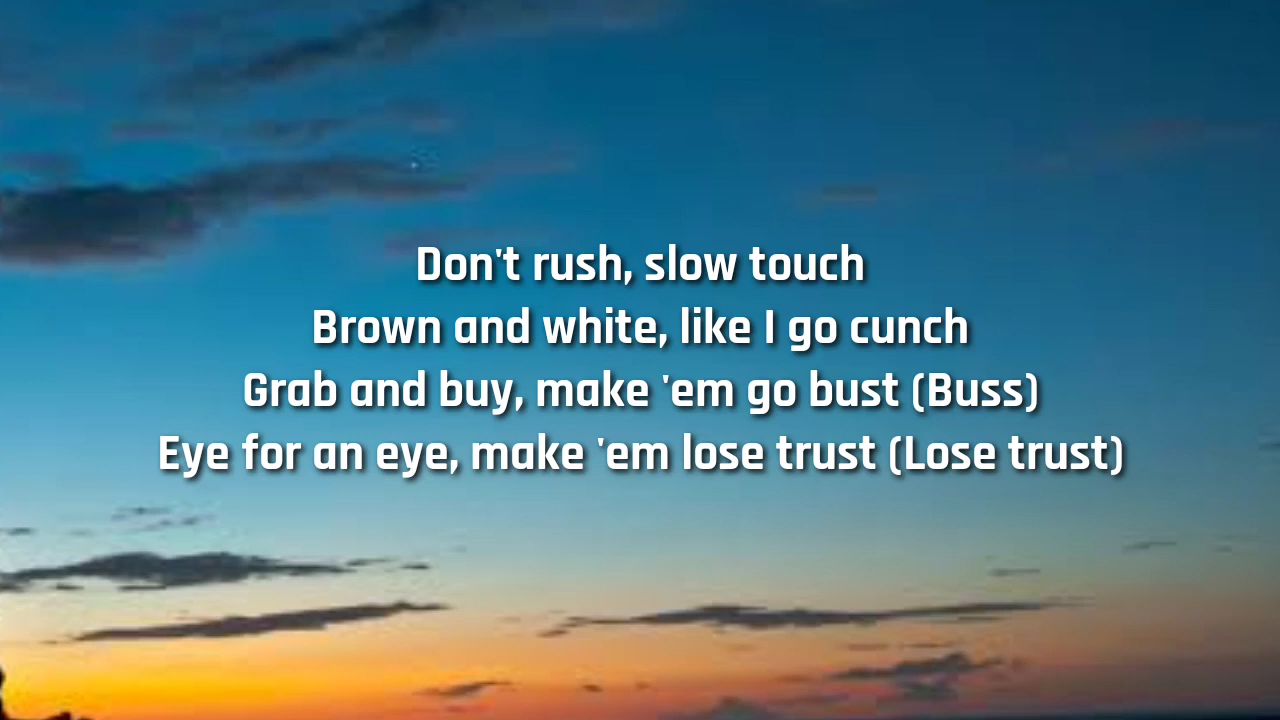 Don't rush, slow touch
Brown and white, like I go cunch
Grab and buy, make 'em go bust (Buss)
Eye for an eye, make 'em lose trust (Lose trust)